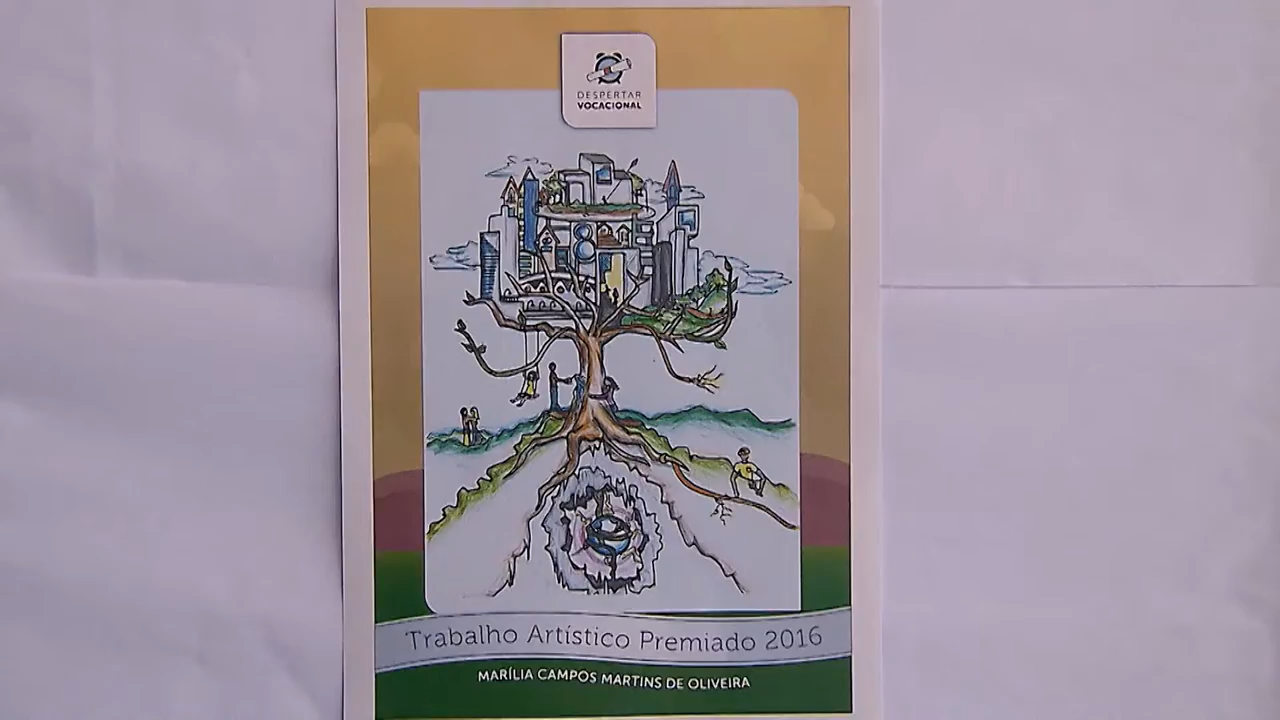 DESPERTAR
VOCACIONAL
Trabalho Artístico Premiado 2016
MARÍLIA CAMPOS MARTINS DE OLIVEIRA